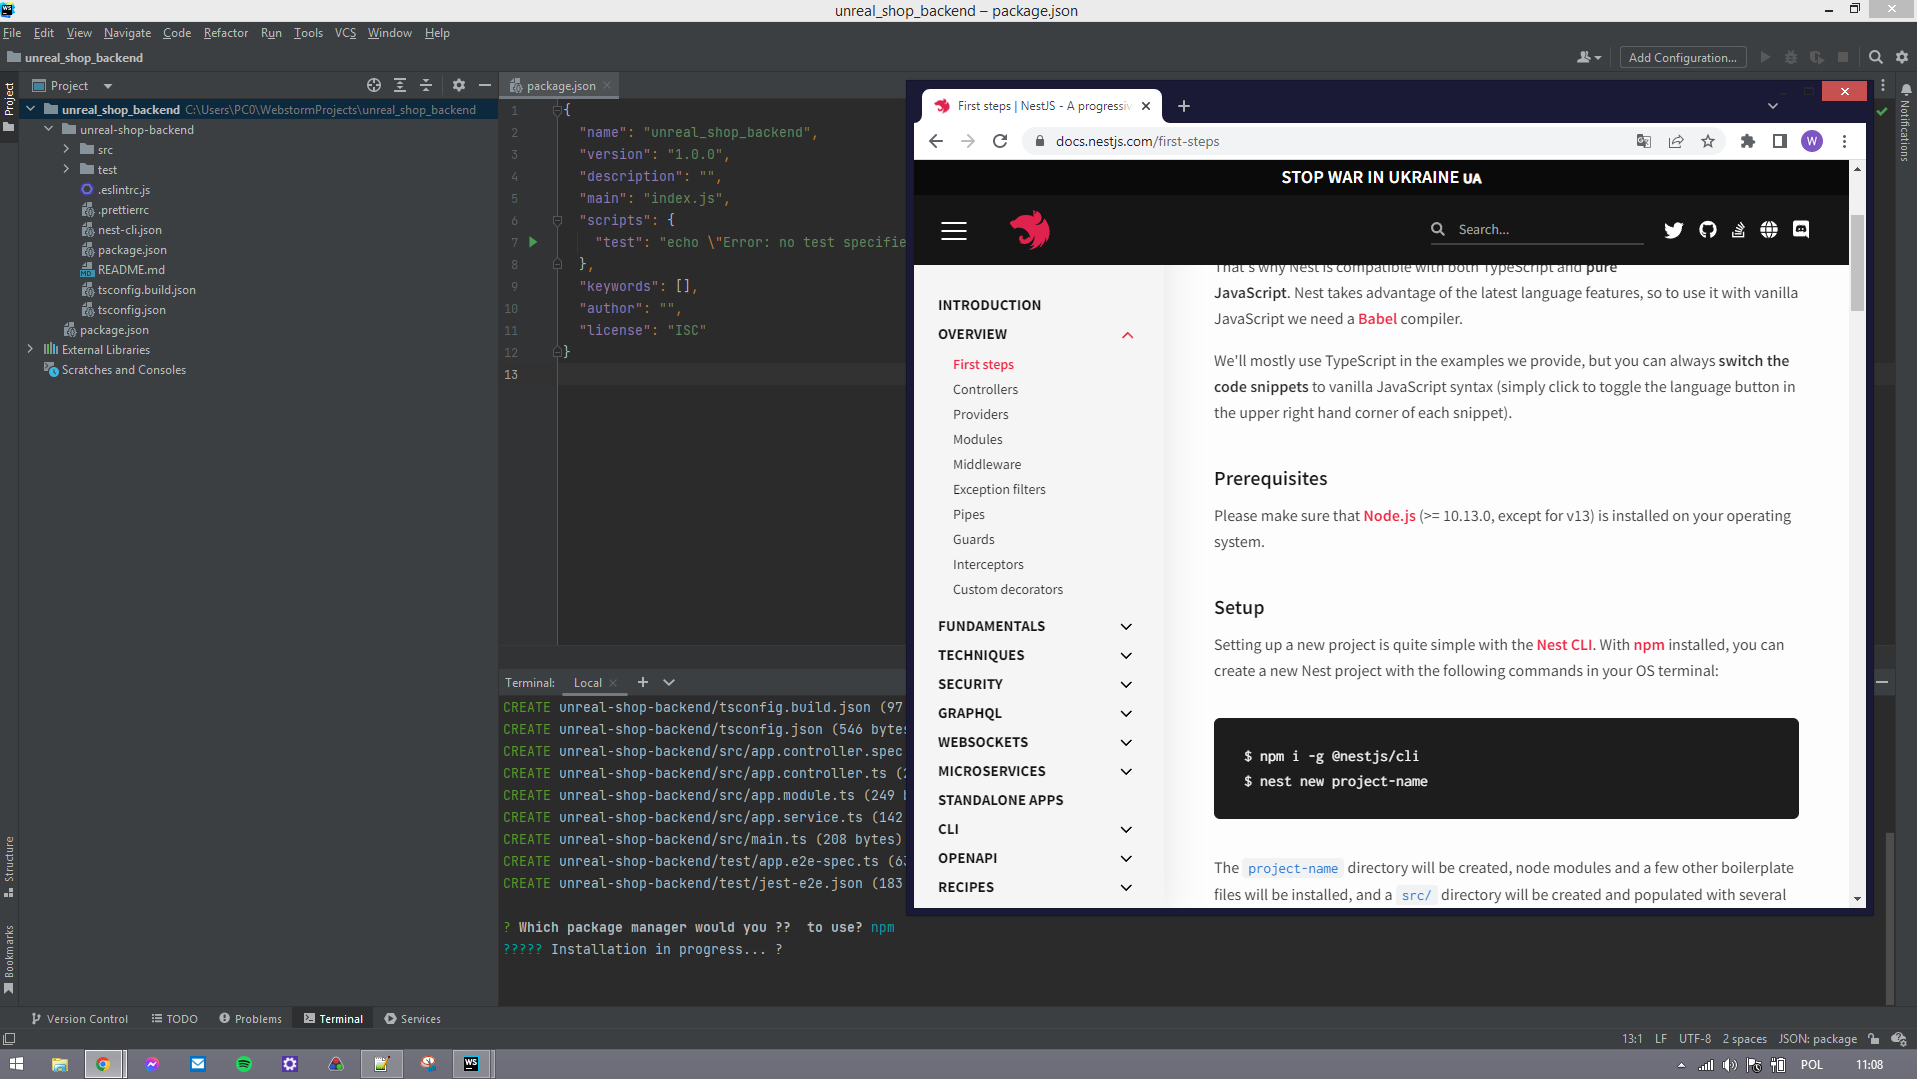 unreal_shop_backend – package.json
File Edit View Navigate Code Refactor Run Tools VCS Window Help
unreal_shop_backend
Add Configuration...
Project
Project
unreal_shop_backend C:\Users\PC0\WebstormProjects\unreal_shop_backend
unreal-shop-backend
src
test
.eslintrc.js
.prettierrc
nest-cli.json
package.json
README.md
tsconfig.build.json
tsconfig.json
package.json
External Libraries
Scratches and Consoles
Structure
Bookmarks
package.json
1 {
2 "name": "unreal_shop_backend",
3 "version": "1.0.0",
4 "description": "",
5 "main": "index.js",
6 "scripts": {
7 "test": "echo \"Error: no test specifie
8 },
9 "keywords": [],
10 "author": "",
11 "license": "ISC"
12 }
13
Terminal: Local
CREATE unreal-shop-backend/tsconfig.build.json (97
CREATE unreal-shop-backend/tsconfig.json (546 bytes
CREATE unreal-shop-backend/src/app.controller.spec
CREATE unreal-shop-backend/src/app.controller.ts (
CREATE unreal-shop-backend/src/app.module.ts (249 b
CREATE unreal-shop-backend/src/app.service.ts (142
CREATE unreal-shop-backend/src/main.ts (208 bytes)
CREATE unreal-shop-backend/test/app.e2e-spec.ts (63
CREATE unreal-shop-backend/test/jest-e2e.json (183
? Which package manager would you ??  to use? npm
????? Installation in progress... ?
First steps | NestJS - A progressiv
docs.nestjs.com/first-steps
W
STOP WAR IN UKRAINE UA
Search...
INTRODUCTION
OVERVIEW
First steps
Controllers
Providers
Modules
Middleware
Exception filters
Pipes
Guards
Interceptors
Custom decorators
FUNDAMENTALS
TECHNIQUES
SECURITY
GRAPHQL
WEBSOCKETS
MICROSERVICES
STANDALONE APPS
CLI
OPENAPI
RECIPES
That's why Nest is compatible with both TypeScript and pure
JavaScript. Nest takes advantage of the latest language features, so to use it with vanilla
JavaScript we need a Babel compiler.
We'll mostly use TypeScript in the examples we provide, but you can always switch the
code snippets to vanilla JavaScript syntax (simply click to toggle the language button in
the upper right hand corner of each snippet).
Prerequisites
Please make sure that Node.js (>= 10.13.0, except for v13) is installed on your operating
system.
Setup
Setting up a new project is quite simple with the Nest CLI. With npm installed, you can
create a new Nest project with the following commands in your OS terminal:
$ npm i -g @nestjs/cli
$ nest new project-name
The project-name directory will be created, node modules and a few other boilerplate
files will be installed, and a src/ directory will be created and populated with several
Notifications
Version Control TODO Problems Terminal Services
13:1 LF UTF-8 2 spaces JSON: package
WS
POL 11:08